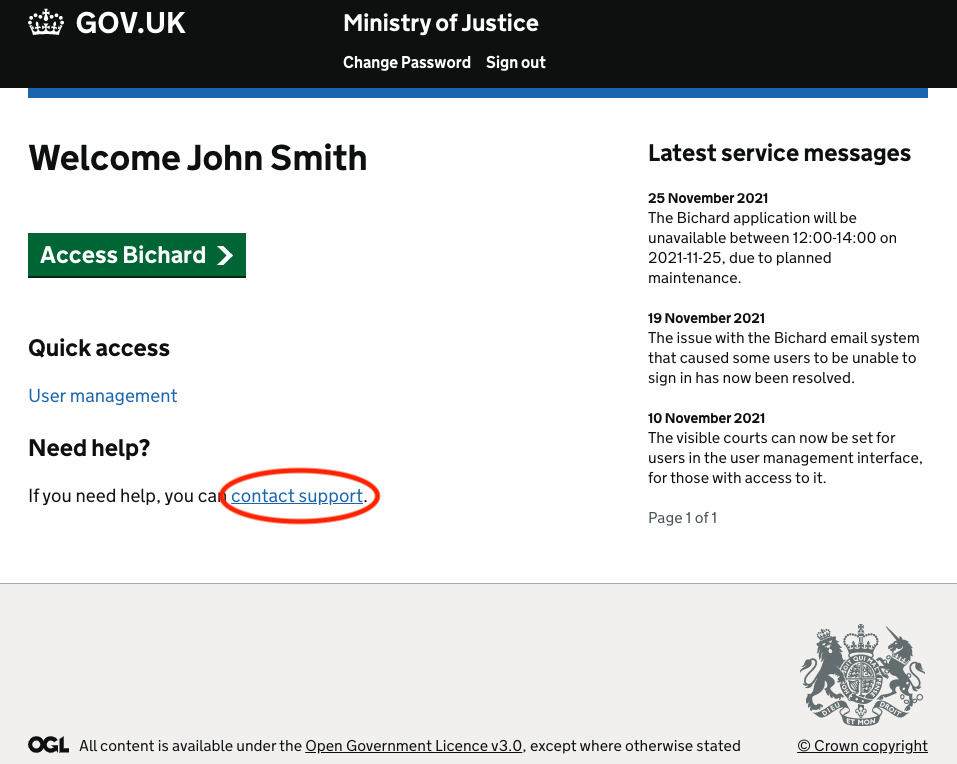 GOV.UK
Ministry of Justice
Change Password Sign out
Welcome John Smith
Access Bichard
Quick access
User management
Need help?
If you need help, you can contact support.
Latest service messages
25 November 2021
The Bichard application will be
unavailable between 12:00-14:00 on
2021-11-25, due to planned
maintenance.
19 November 2021
The issue with the Bichard email system
that caused some users to be unable to
sign in has now been resolved.
10 November 2021
The visible courts can now be set for
users in the user management interface,
for those with access to it.
Page 1 of 1
DIEU ET MON DROIT
OGL All content is available under the Open Government Licence v3.0, except where otherwise stated
© Crown copyright